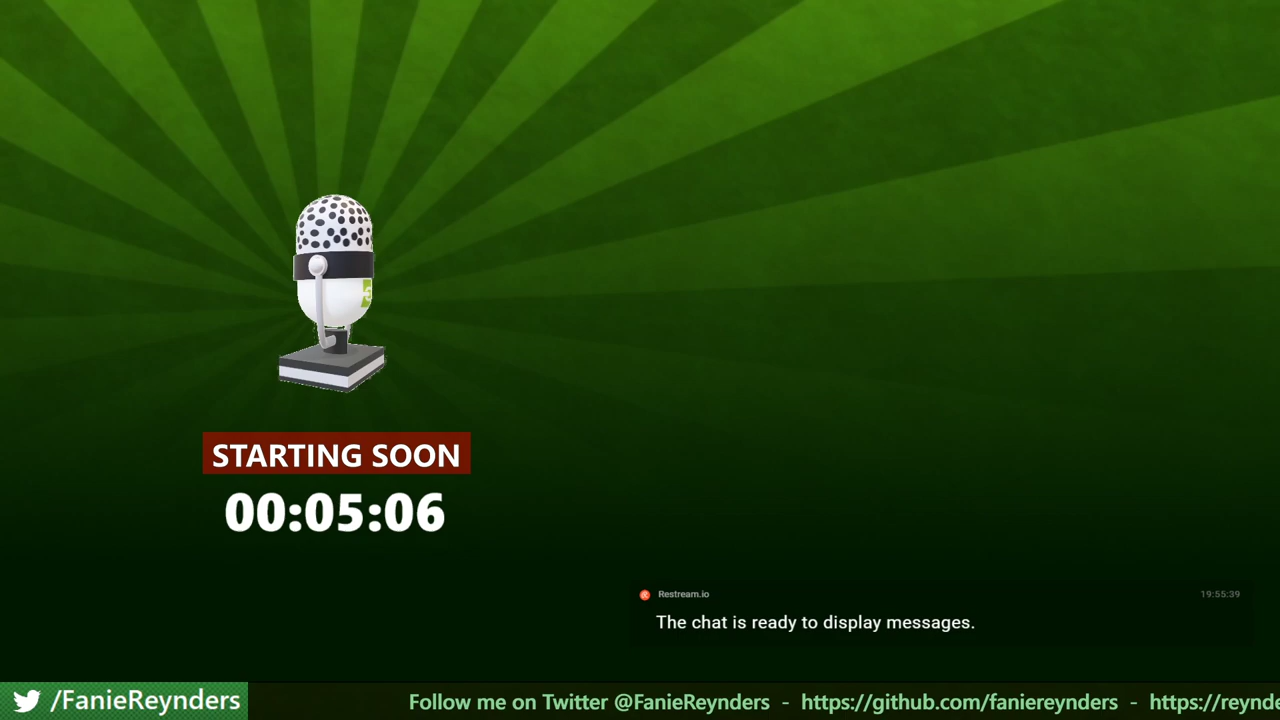 STARTING SOON
00:05:06
Restream.io 19:55:39
The chat is ready to display messages.
/FanieReynders
Follow me on Twitter @FanieReynders - https://github.com/faniereynders - https://reynde